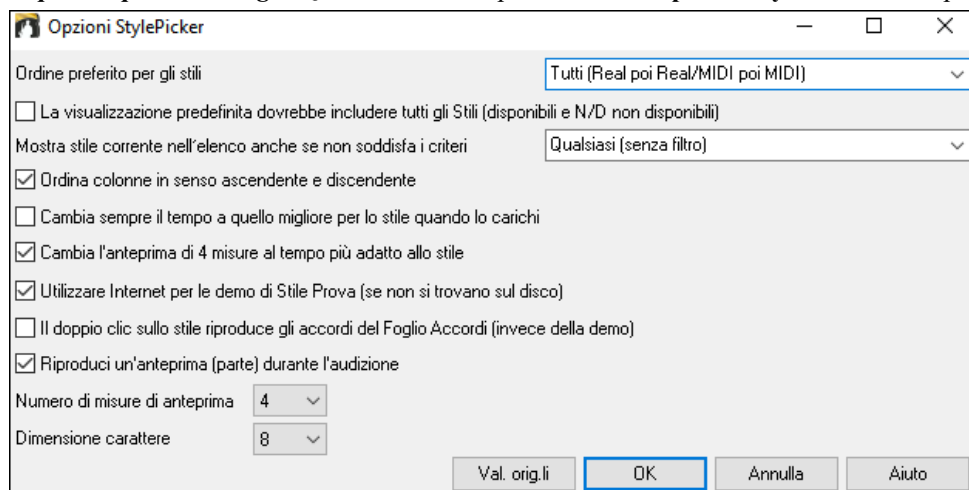 Opzioni StylePicker
Ordine preferito per gli stili Tutti (Real poi Real/MIDI poi MIDI)
La visualizzazione predefinita dovrebbe includere tutti gli Stili (disponibili e N/D non disponibili)
Mostra stile corrente nell'elenco anche se non soddisfa i criteri Qualsiasi (senza filtro)
Ordina colonne in senso ascendente e discendente
Cambia sempre il tempo a quello migliore per lo stile quando lo carichi
Cambia l'anteprima di 4 misure al tempo più adatto allo stile
Utilizzare Internet per le demo di Stile Prova (se non si trovano sul disco)
Il doppio clic sullo stile riproduce gli accordi del Foglio Accordi (invece della demo)
Riproduci un'anteprima (parte) durante l'audizione
Numero di misure di anteprima 4
Dimensione carattere 8
Val. orig.li OK Annulla Aiuto